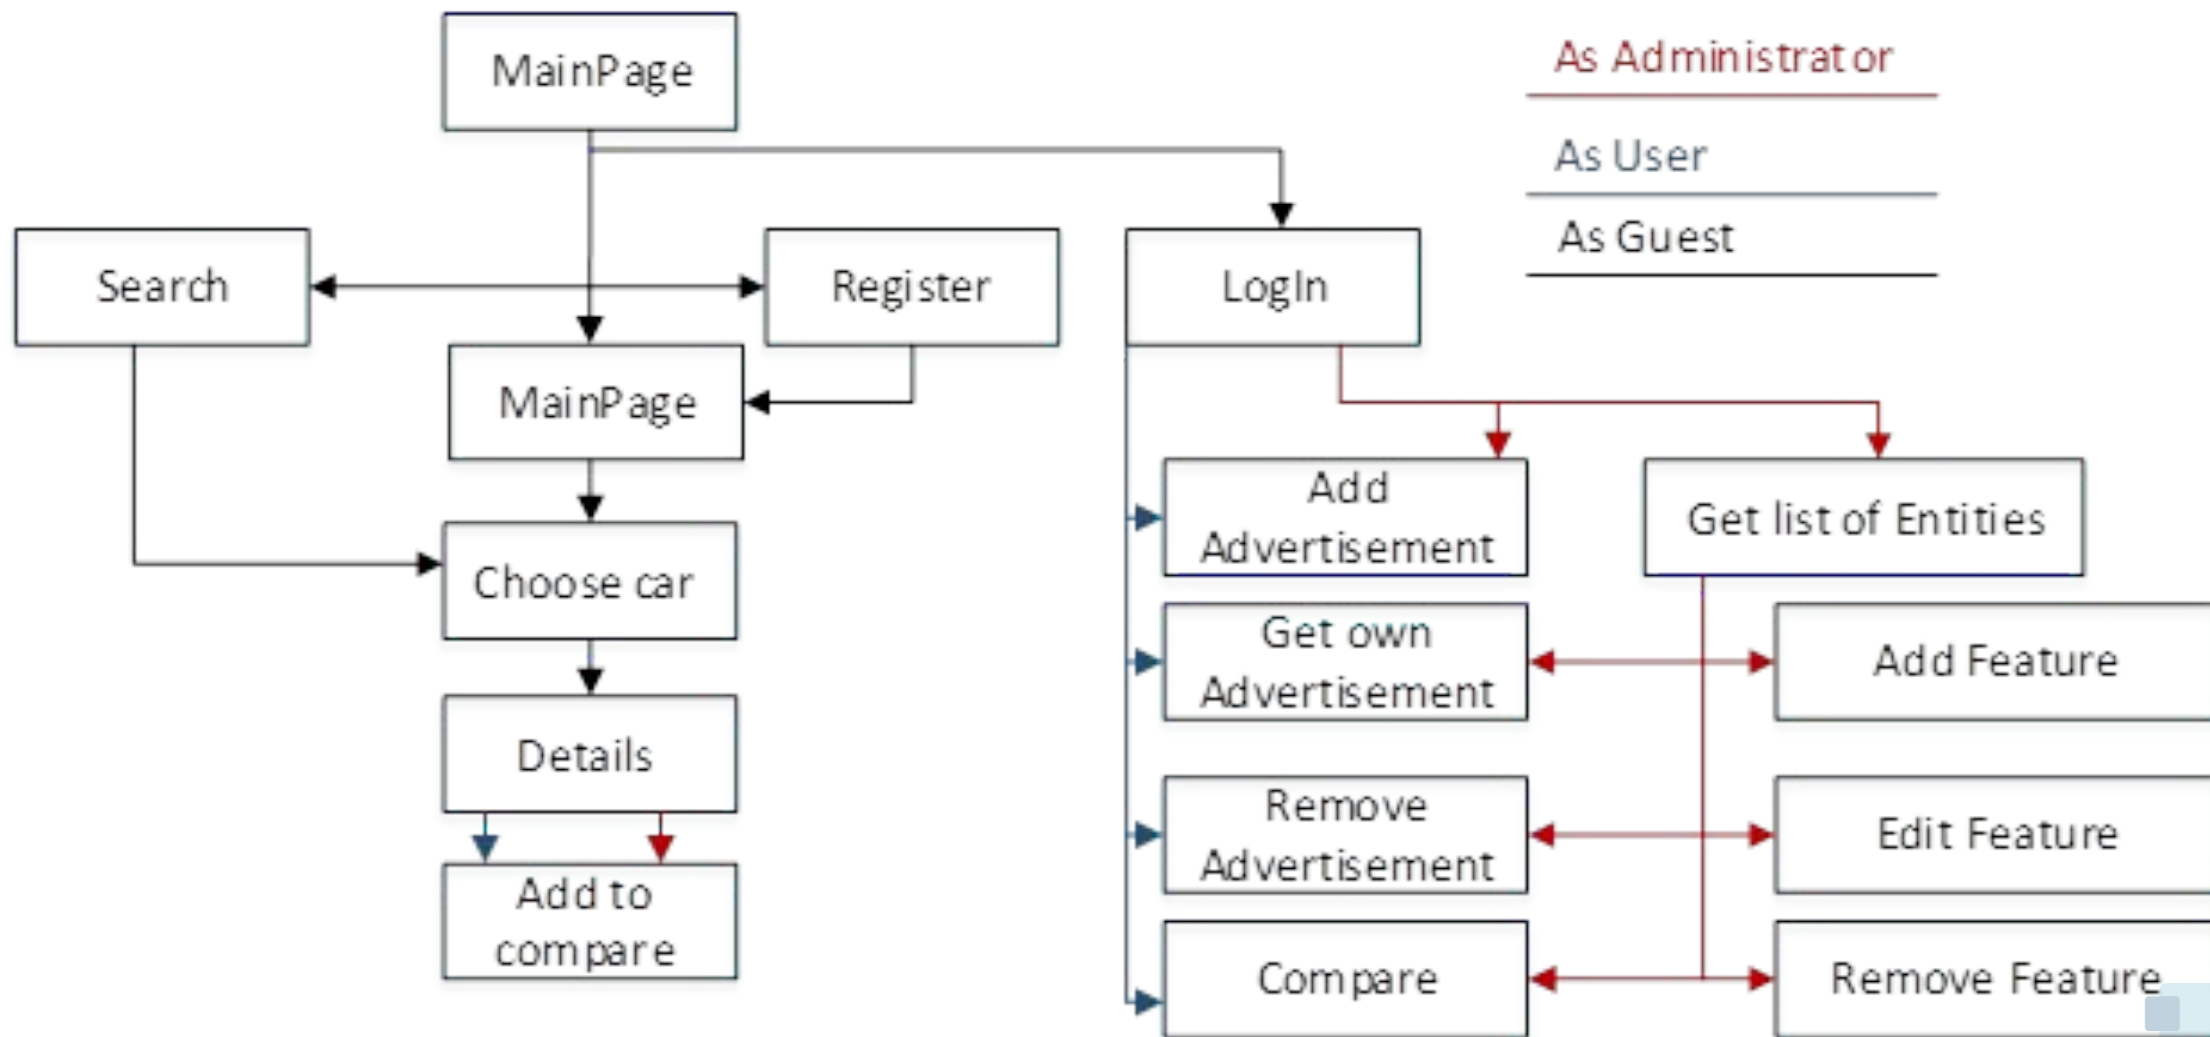 MainPage
As Administrator
As User
As Guest
Search
Register
LogIn
MainPage
Add
Advertisement
Get list of Entities
Choose car
Get own
Advertisement
Add Feature
Details
Remove
Advertisement
Edit Feature
Add to
compare
Compare
Remove Feature